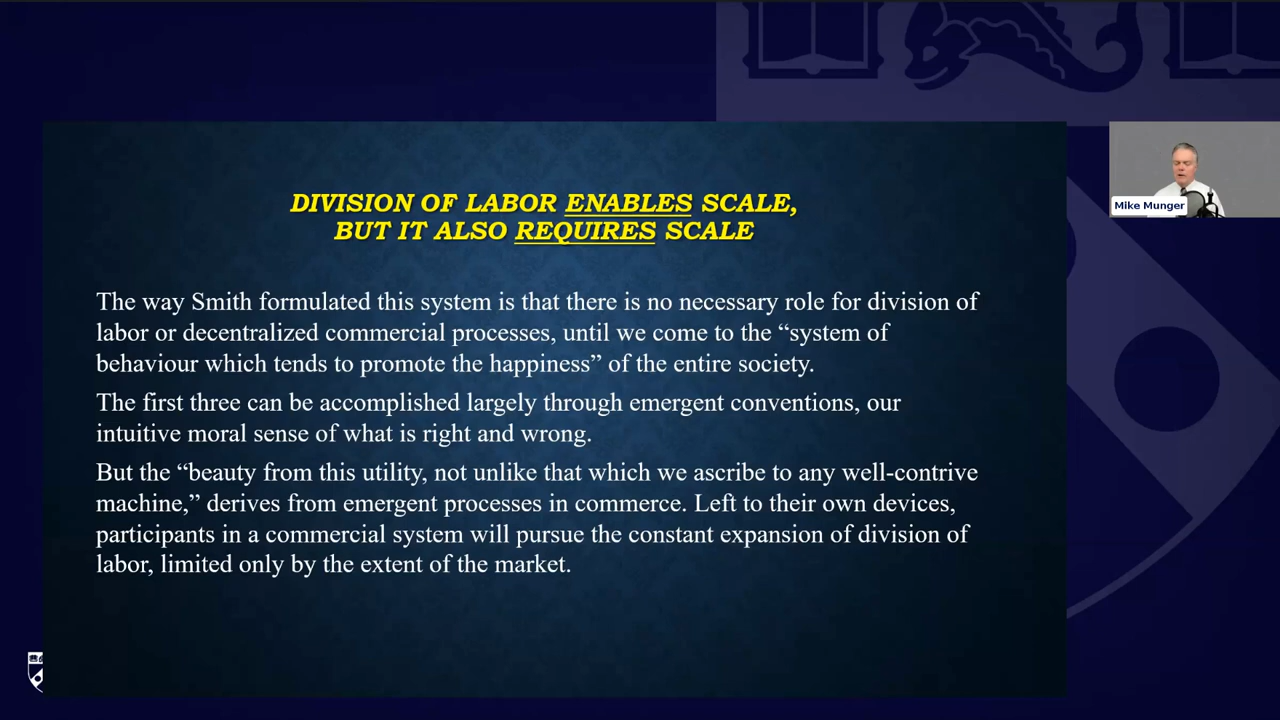 DIVISION OF LABOR ENABLES SCALE,
BUT IT ALSO REQUIRES SCALE
The way Smith formulated this system is that there is no necessary role for division of
labor or decentralized commercial processes, until we come to the “system of
behaviour which tends to promote the happiness” of the entire society.
The first three can be accomplished largely through emergent conventions, our
intuitive moral sense of what is right and wrong.
But the “beauty from this utility, not unlike that which we ascribe to any well-contrive
machine,” derives from emergent processes in commerce. Left to their own devices,
participants in a commercial system will pursue the constant expansion of division of
labor, limited only by the extent of the market.
Mike Munger